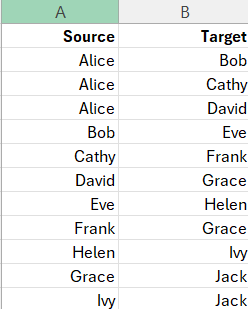 A B
Source Target
Alice Bob
Alice Cathy
Alice David
Bob Eve
Cathy Frank
David Grace
Eve Helen
Frank Grace
Helen Ivy
Grace Jack
Ivy Jack